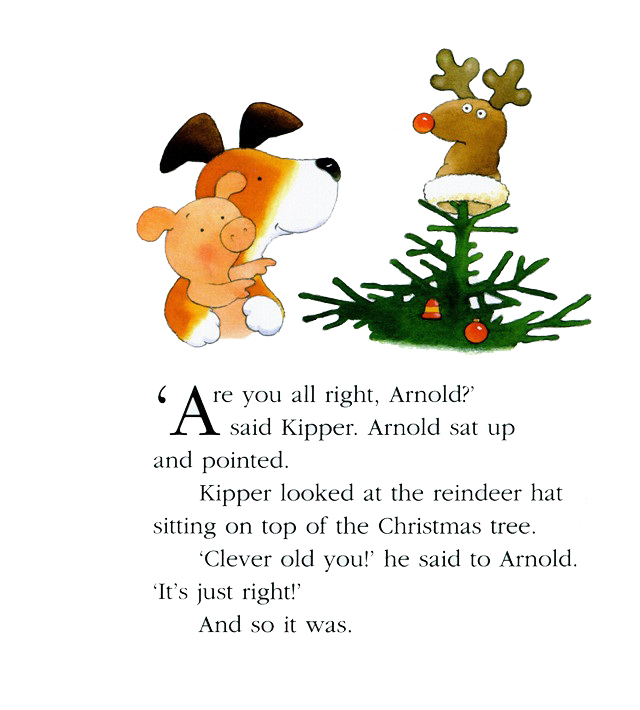 ‘Are you all right, Arnold?’
said Kipper. Arnold sat up
and pointed.
Kipper looked at the reindeer hat
sitting on top of the Christmas tree.
‘Clever old you!’ he said to Arnold.
‘It’s just right!’
And so it was.